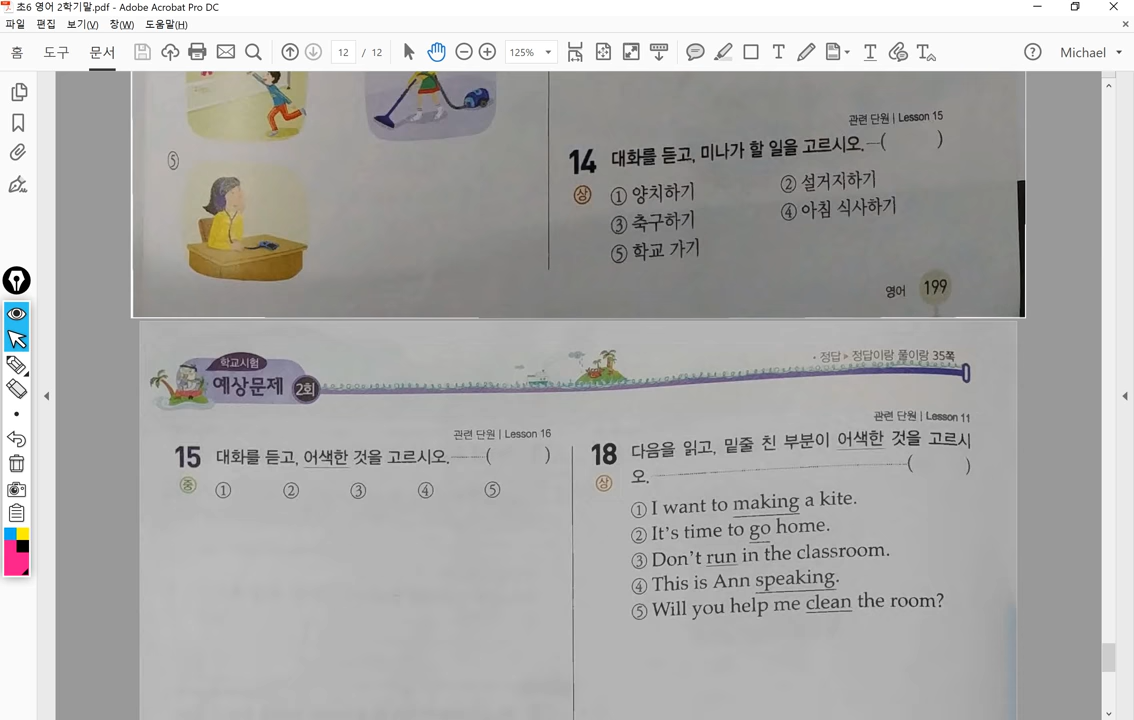 초6 영어 2학기말.pdf - Adobe Acrobat Pro DC
파일 편집 보기(V) 창(W) 도움말(H)
홈 도구 문서 12 / 12 125% Michael
관련 단원 | Lesson 15
⑤
14 대화를 듣고, 미나가 할 일을 고르시오. ( )
상 ① 양치하기 ② 설거지하기
③ 축구하기 ④ 아침 식사하기
⑤ 학교 가기
영어 199
학교시험
예상문제 2회
· 정답 > 정답이랑 풀이랑 35쪽
관련 단원 | Lesson 16
15 대화를 듣고, 어색한 것을 고르시오. ( )
중 ① ② ③ ④ ⑤
관련 단원 | Lesson 11
18 다음을 읽고, 밑줄 친 부분이 어색한 것을 고르시
상 오. ( )
① I want to making a kite.
② It's time to go home.
③ Don't run in the classroom.
④ This is Ann speaking.
⑤ Will you help me clean the room?